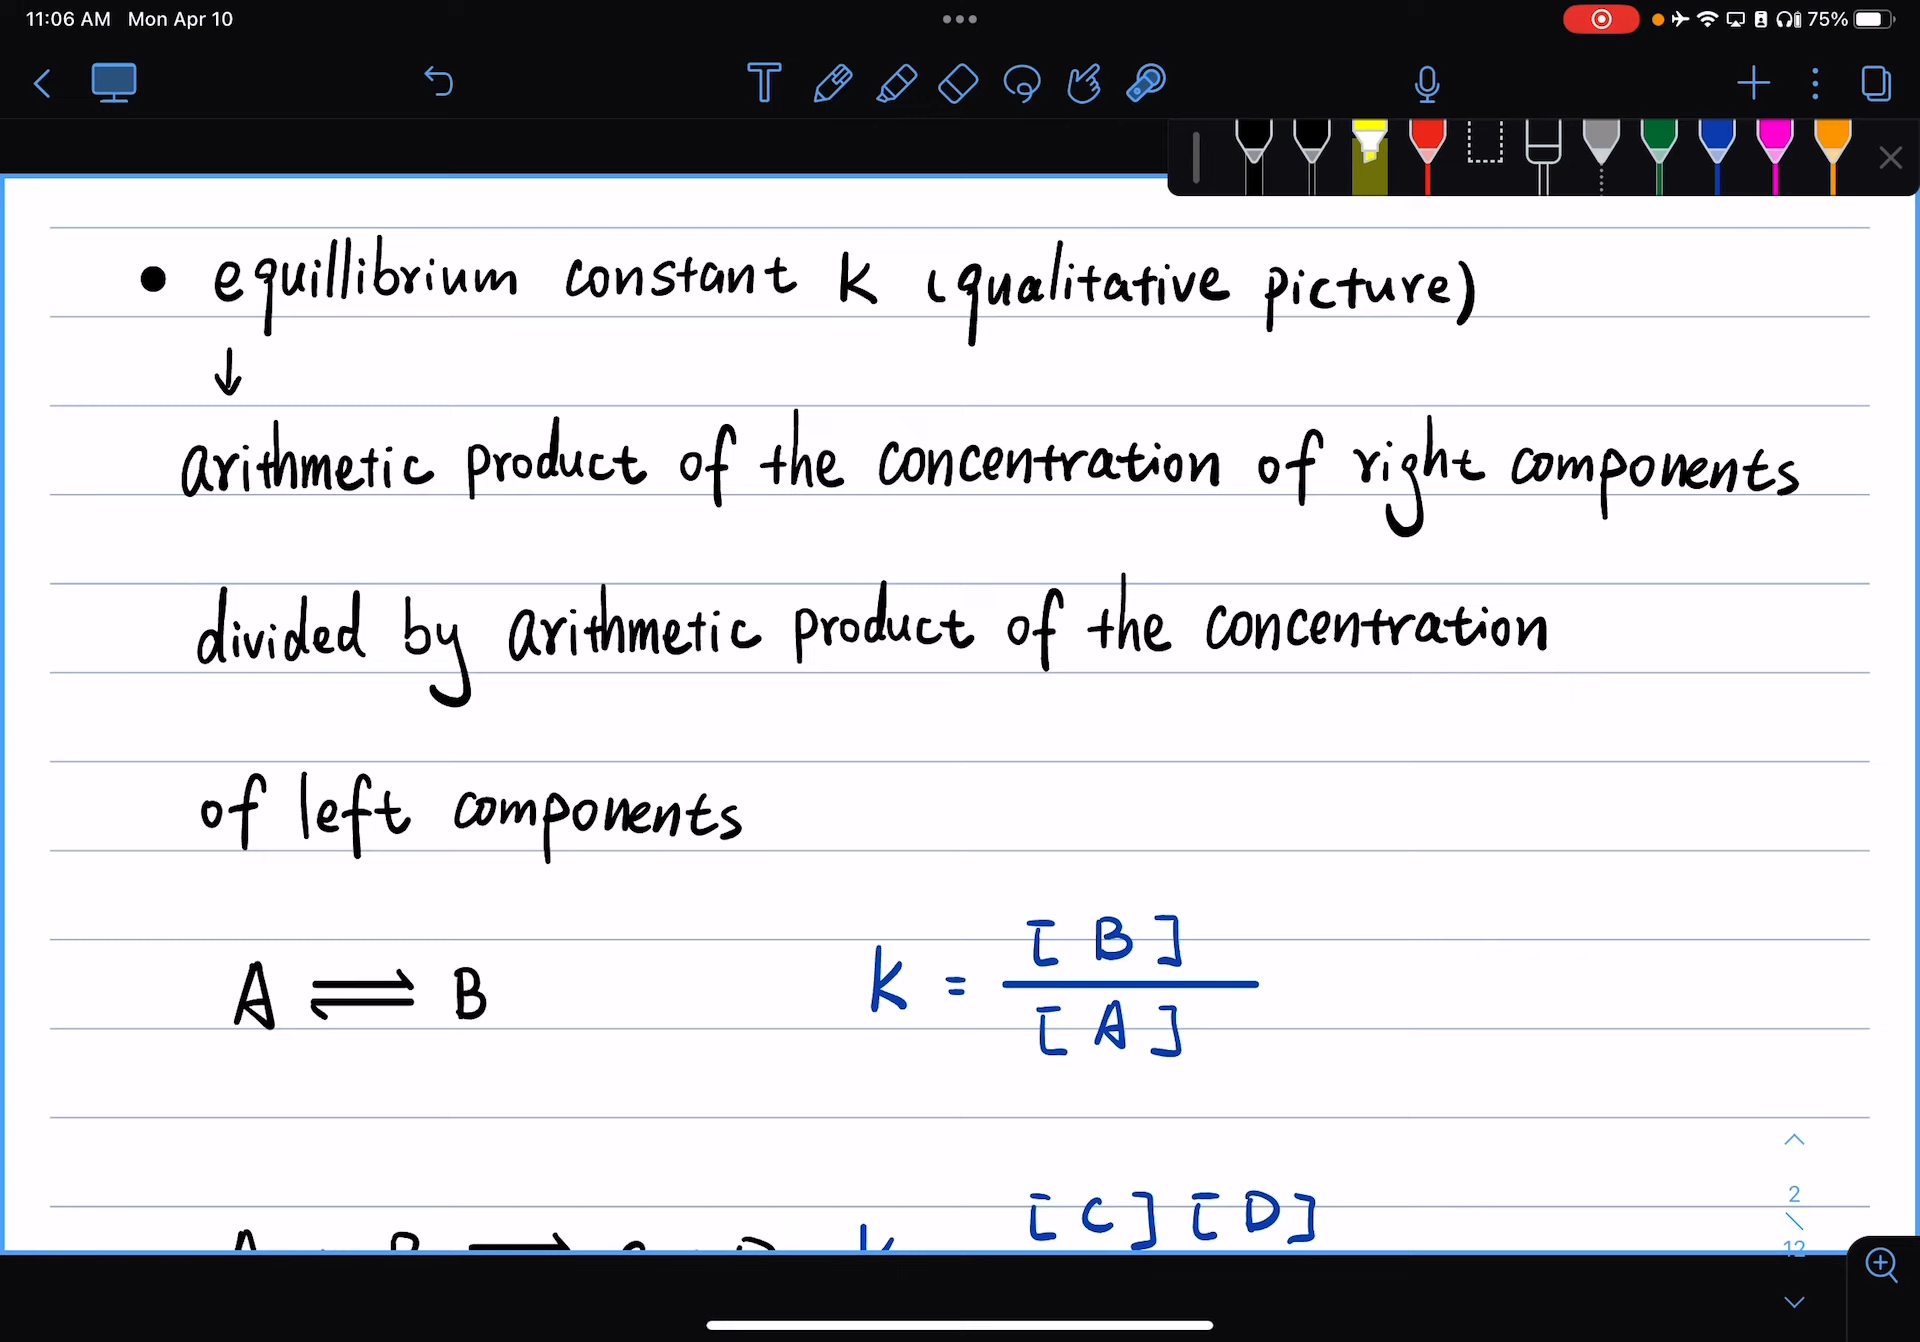 11:06 AM Mon Apr 10
75%
• equillibrium constant K (qualitative picture)
↓
arithmetic product of the concentration of right components
divided by arithmetic product of the concentration
of left components
A ⇌ B
K = [B] / [A]
[C] [D]
2
12